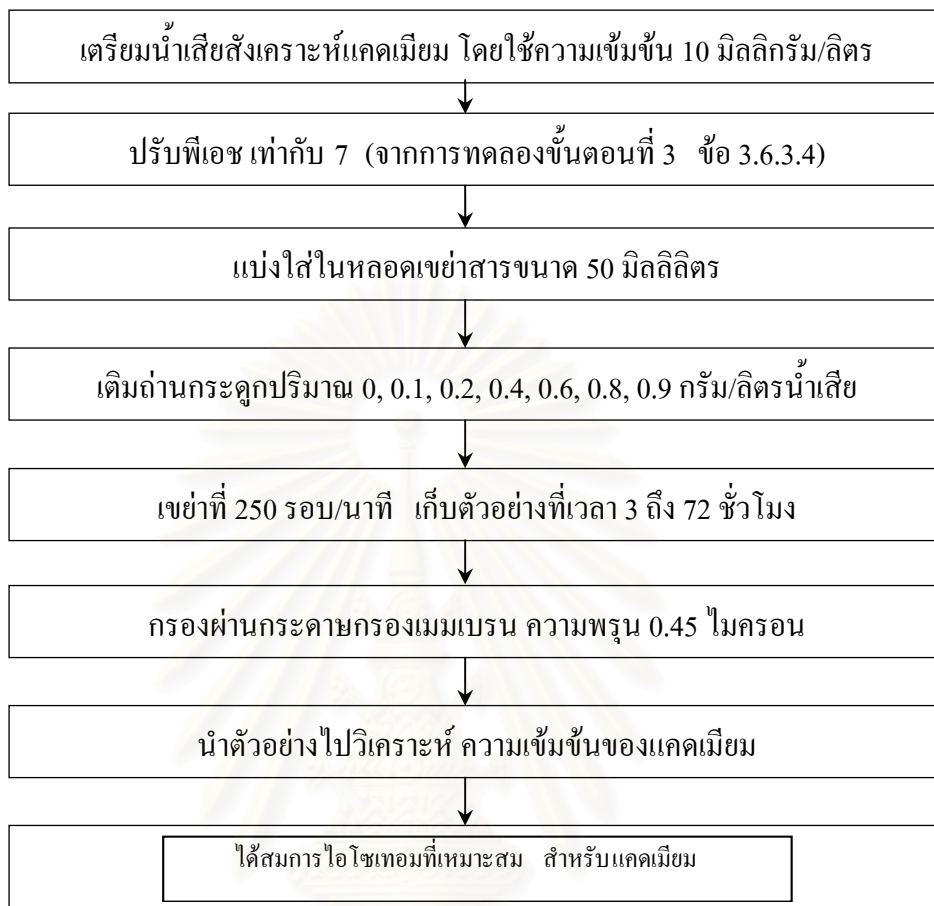 เตรียมน้ำเสียสังเคราะห์แคดเมียม โดยใช้ความเข้มข้น 10 มิลลิกรัม/ลิตร
ปรับพีเอช เท่ากับ 7 (จากการทดลองขั้นตอนที่ 3 ข้อ 3.6.3.4)
แบ่งใส่ในหลอดเขย่าสารขนาด 50 มิลลิลิตร
เติมถ่านกระดูกปริมาณ 0, 0.1, 0.2, 0.4, 0.6, 0.8, 0.9 กรัม/ลิตรน้ำเสีย
เขย่าที่ 250 รอบ/นาที เก็บตัวอย่างที่เวลา 3 ถึง 72 ชั่วโมง
กรองผ่านกระดาษกรองเมมเบรน ความพรุน 0.45 ไมครอน
นำตัวอย่างไปวิเคราะห์ ความเข้มข้นของแคดเมียม
ได้สมการไอโซเทอมที่เหมาะสม สำหรับแคดเมียม